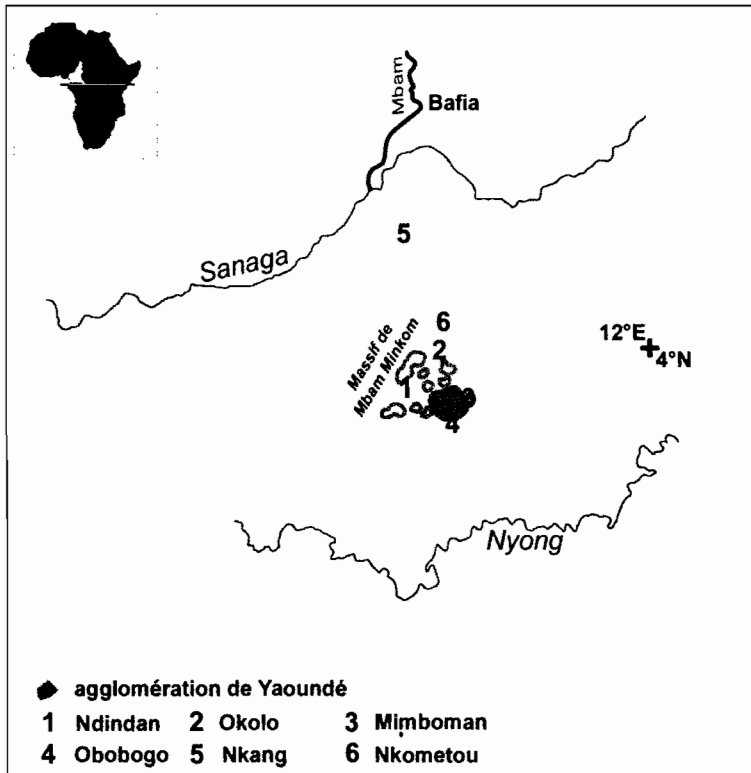 Mbam
Bafia
5
Sanaga
6
12°E
4°N
2
Massif de
Mbam Minkom
1
4
Nyong
agglomération de Yaoundé
1 Ndindan 2 Okolo 3 Mimboman
4 Obobogo 5 Nkang 6 Nkometou